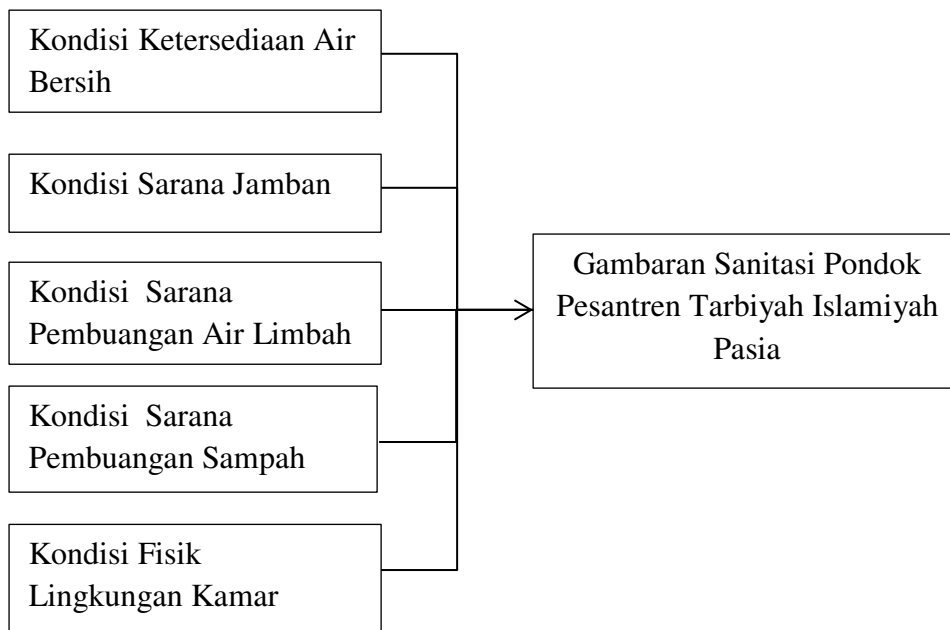 Kondisi Ketersediaan Air
Bersih
Kondisi Sarana Jamban
Kondisi  Sarana
Pembuangan Air Limbah
Kondisi  Sarana
Pembuangan Sampah
Kondisi Fisik
Lingkungan Kamar
Gambaran Sanitasi Pondok
Pesantren Tarbiyah Islamiyah
Pasia